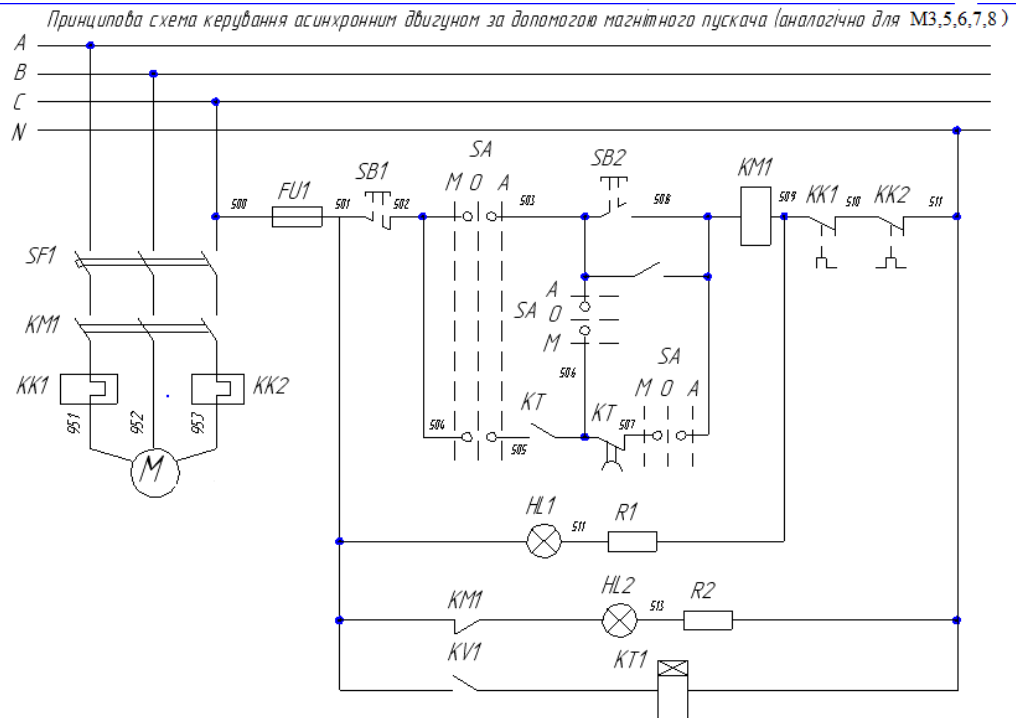 Принципова схема керування асинхронним двигуном за допомогою магнітного пускача (аналогічно для М3,5,6,7,8 )
A
B
C
N
SF1
KM1
KK1
KK2
951
952
953
M
500
FU1
501
SB1
502
SA
M O A
503
SB2
508
KM1
509
KK1
510
KK2
511
A
SA O
M
506
SA
M O A
504
505
KT
KT
507
HL1
511
R1
KM1
HL2
513
R2
KV1
KT1